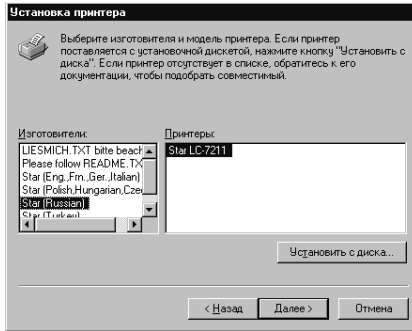 Установка принтера
Выберите изготовителя и модель принтера. Если принтер
поставляется с установочной дискетой, нажмите кнопку "Установить с
диска". Если принтер отсутствует в списке, обратитесь к его
документации, чтобы подобрать совместимый.
Изготовители:
LIESMICH.TXT bitte beach
Please follow README.TX
Star (Eng.,Frn.,Ger.,Italian)
Star (Polish,Hungarian,Cze
Star (Russian)
Star (Turkey)
Принтеры:
Star LC-7211
Установить с диска...
< Назад
Далее >
Отмена